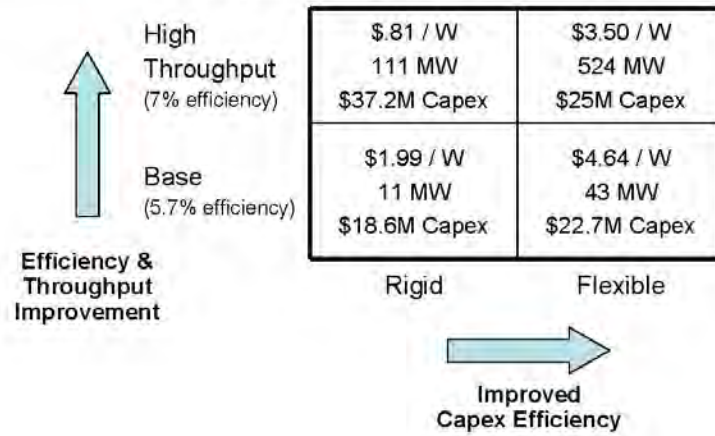 High
Throughput
(7% efficiency)
$.81 / W
111 MW
$37.2M Capex
$3.50 / W
524 MW
$25M Capex
Base
(5.7% efficiency)
$1.99 / W
11 MW
$18.6M Capex
$4.64 / W
43 MW
$22.7M Capex
Efficiency &
Throughput
Improvement
Rigid
Flexible
Improved
Capex Efficiency